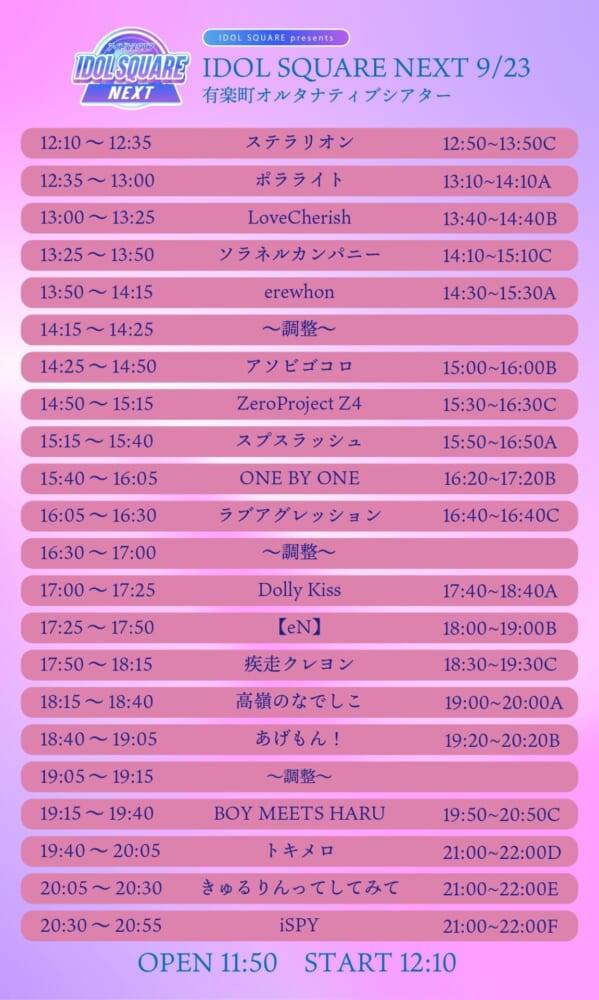 IDOL SQUARE presents
IDOL SQUARE
NEXT
IDOL SQUARE NEXT 9/23
有楽町オルタナティブシアター
12:10 〜 12:35 ステラリオン 12:50~13:50C
12:35 〜 13:00 ポラライト 13:10~14:10A
13:00 〜 13:25 LoveCherish 13:40~14:40B
13:25 〜 13:50 ソラネルカンパニー 14:10~15:10C
13:50 〜 14:15 erewhon 14:30~15:30A
14:15 〜 14:25 〜調整〜
14:25 〜 14:50 アソビゴコロ 15:00~16:00B
14:50 〜 15:15 ZeroProject Z4 15:30~16:30C
15:15 〜 15:40 スプスラッシュ 15:50~16:50A
15:40 〜 16:05 ONE BY ONE 16:20~17:20B
16:05 〜 16:30 ラブアグレッション 16:40~16:40C
16:30 〜 17:00 〜調整〜
17:00 〜 17:25 Dolly Kiss 17:40~18:40A
17:25 〜 17:50 【eN】 18:00~19:00B
17:50 〜 18:15 疾走クレヨン 18:30~19:30C
18:15 〜 18:40 高嶺のなでしこ 19:00~20:00A
18:40 〜 19:05 あげもん！ 19:20~20:20B
19:05 〜 19:15 〜調整〜
19:15 〜 19:40 BOY MEETS HARU 19:50~20:50C
19:40 〜 20:05 トキメロ 21:00~22:00D
20:05 〜 20:30 きゅるりんってしてみて 21:00~22:00E
20:30 〜 20:55 iSPY 21:00~22:00F
OPEN 11:50 START 12:10